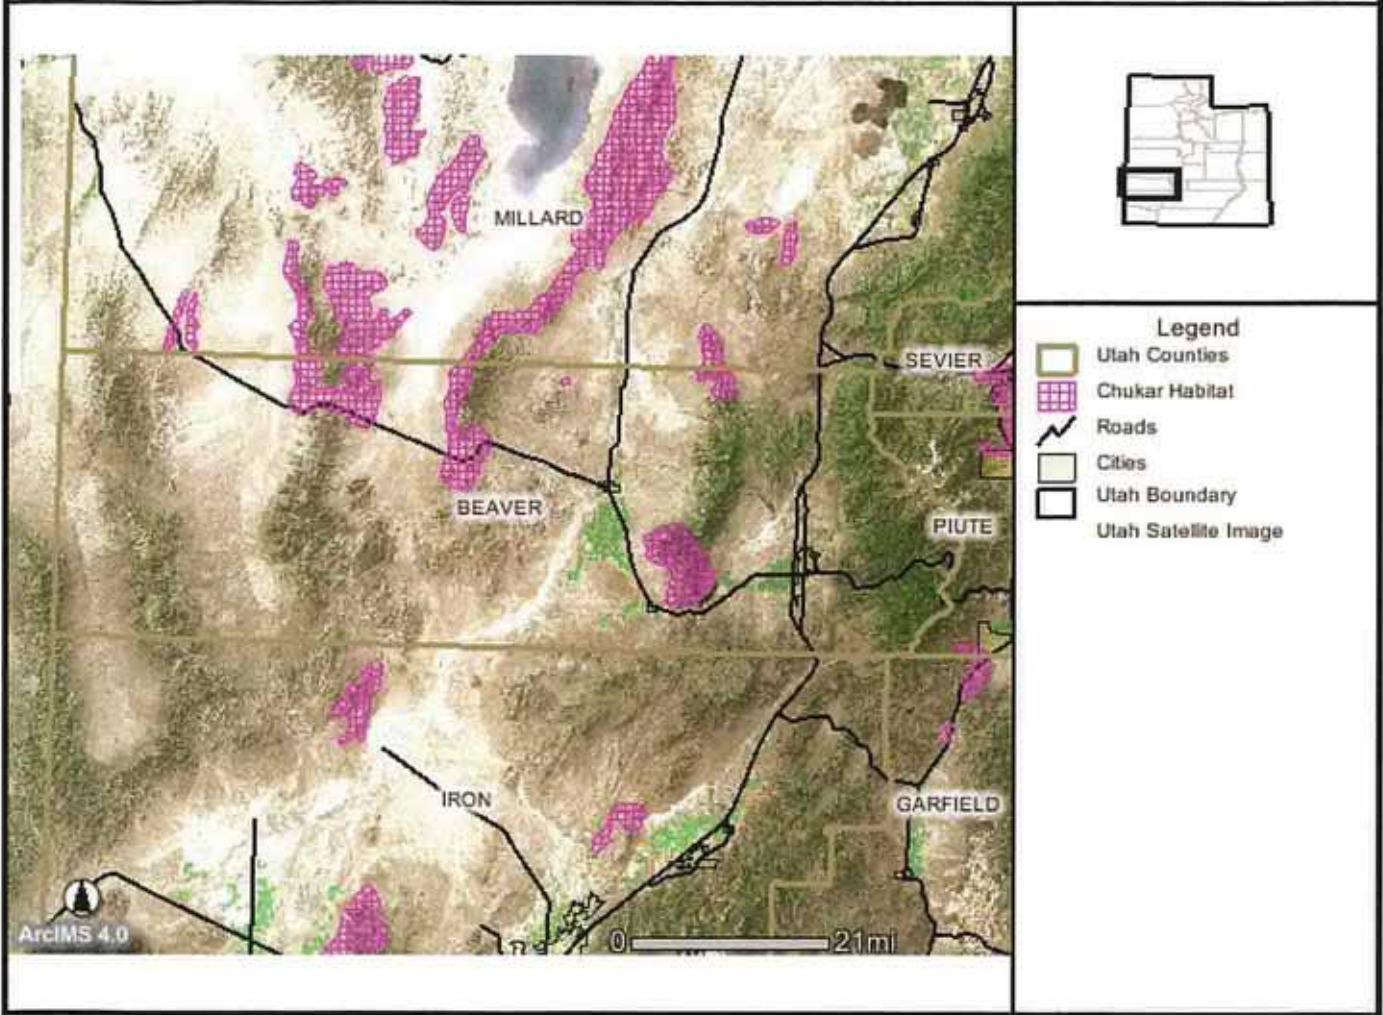 MILLARD
SEVIER
BEAVER
PIUTE
IRON
GARFIELD
ArcIMS 4.0
0 21mi
Legend
Utah Counties
Chukar Habitat
Roads
Cities
Utah Boundary
Utah Satellite Image